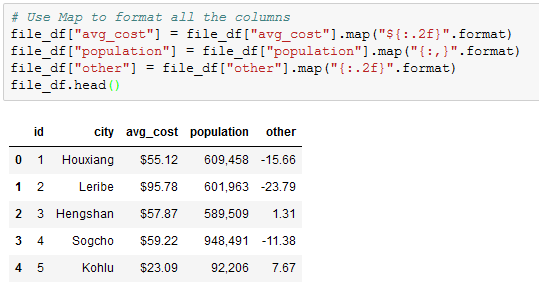 # Use Map to format all the columns
file_df["avg_cost"] = file_df["avg_cost"].map("${:.2f}".format)
file_df["population"] = file_df["population"].map("{:,}".format)
file_df["other"] = file_df["other"].map("{:.2f}".format)
file_df.head()
id city avg_cost population other
0 1 Houxiang $55.12 609,458 -15.66
1 2 Leribe $95.78 601,963 -23.79
2 3 Hengshan $57.87 589,509 1.31
3 4 Sogcho $59.22 948,491 -11.38
4 5 Kohlu $23.09 92,206 7.67